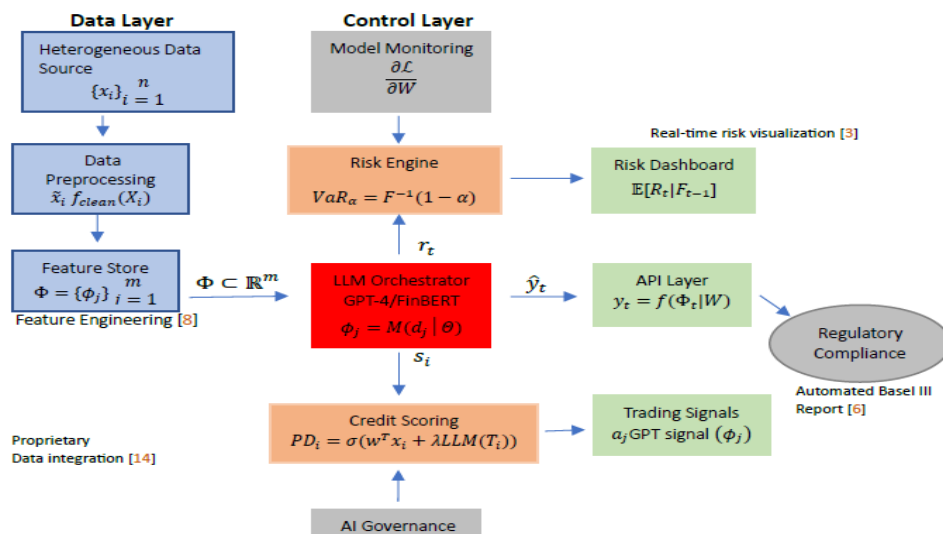 Data Layer
Control Layer
Heterogeneous Data
Source
{x_i}_{i = 1}^n
Model Monitoring
∂ℒ
∂W
Real-time risk visualization [3]
Data
Preprocessing
x̃_i f_{clean}(X_i)
Risk Engine
VaR_α = F^{-1}(1 − α)
Risk Dashboard
𝔼[R_t|F_{t−1}]
r_t
Feature Store
Φ = {ϕ_j}_{i = 1}^m
Feature Engineering [8]
Φ ⊂ ℝ^m
LLM Orchestrator
GPT-4/FinBERT
ϕ_j = M(d_j | Θ)
ŷ_t
API Layer
y_t = f(Φ_t|W)
Regulatory
Compliance
s_i
Automated Basel III
Report [6]
Credit Scoring
PD_i = σ(w^T x_i + λLLM(T_i))
Trading Signals
a_j GPT signal (ϕ_j)
Proprietary
Data integration [14]
AI Governance